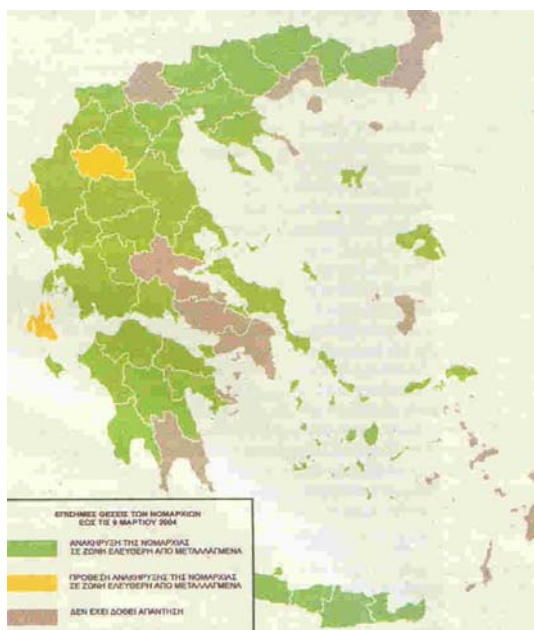 ΕΠΙΣΗΜΕΣ ΘΕΣΕΙΣ ΤΩΝ ΝΟΜΑΡΧΙΩΝ
ΕΩΣ ΤΙΣ 9 ΜΑΡΤΙΟΥ 2004
ΑΝΑΚΗΡΥΞΗ ΤΗΣ ΝΟΜΑΡΧΙΑΣ
ΣΕ ΖΩΝΗ ΕΛΕΥΘΕΡΗ ΑΠΟ ΜΕΤΑΛΛΑΓΜΕΝΑ
ΠΡΟΘΕΣΗ ΑΝΑΚΗΡΥΞΗΣ ΤΗΣ ΝΟΜΑΡΧΙΑΣ
ΣΕ ΖΩΝΗ ΕΛΕΥΘΕΡΗ ΑΠΟ ΜΕΤΑΛΛΑΓΜΕΝΑ
ΔΕΝ ΕΧΕΙ ΔΟΘΕΙ ΑΠΑΝΤΗΣΗ